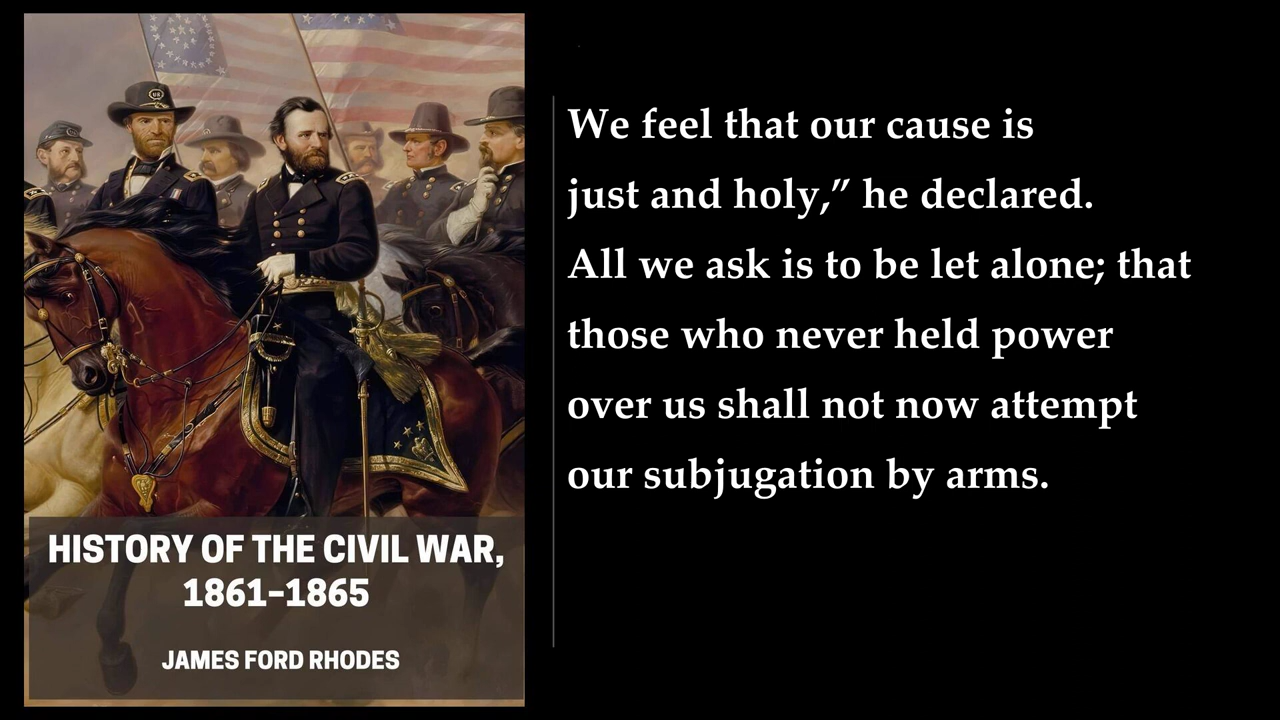 We feel that our cause is
just and holy,” he declared.
All we ask is to be let alone; that
those who never held power
over us shall not now attempt
our subjugation by arms.
HISTORY OF THE CIVIL WAR,
1861–1865
JAMES FORD RHODES